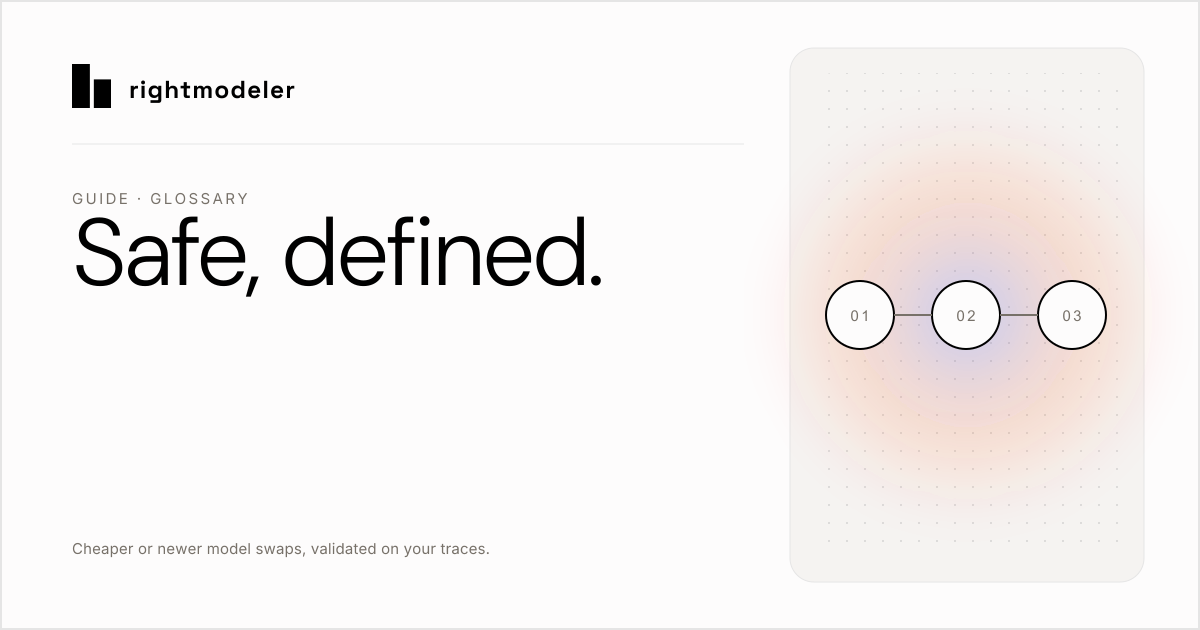 rightmodeler
GUIDE · GLOSSARY
Safe, defined.
01 02 03
Cheaper or newer model swaps, validated on your traces.